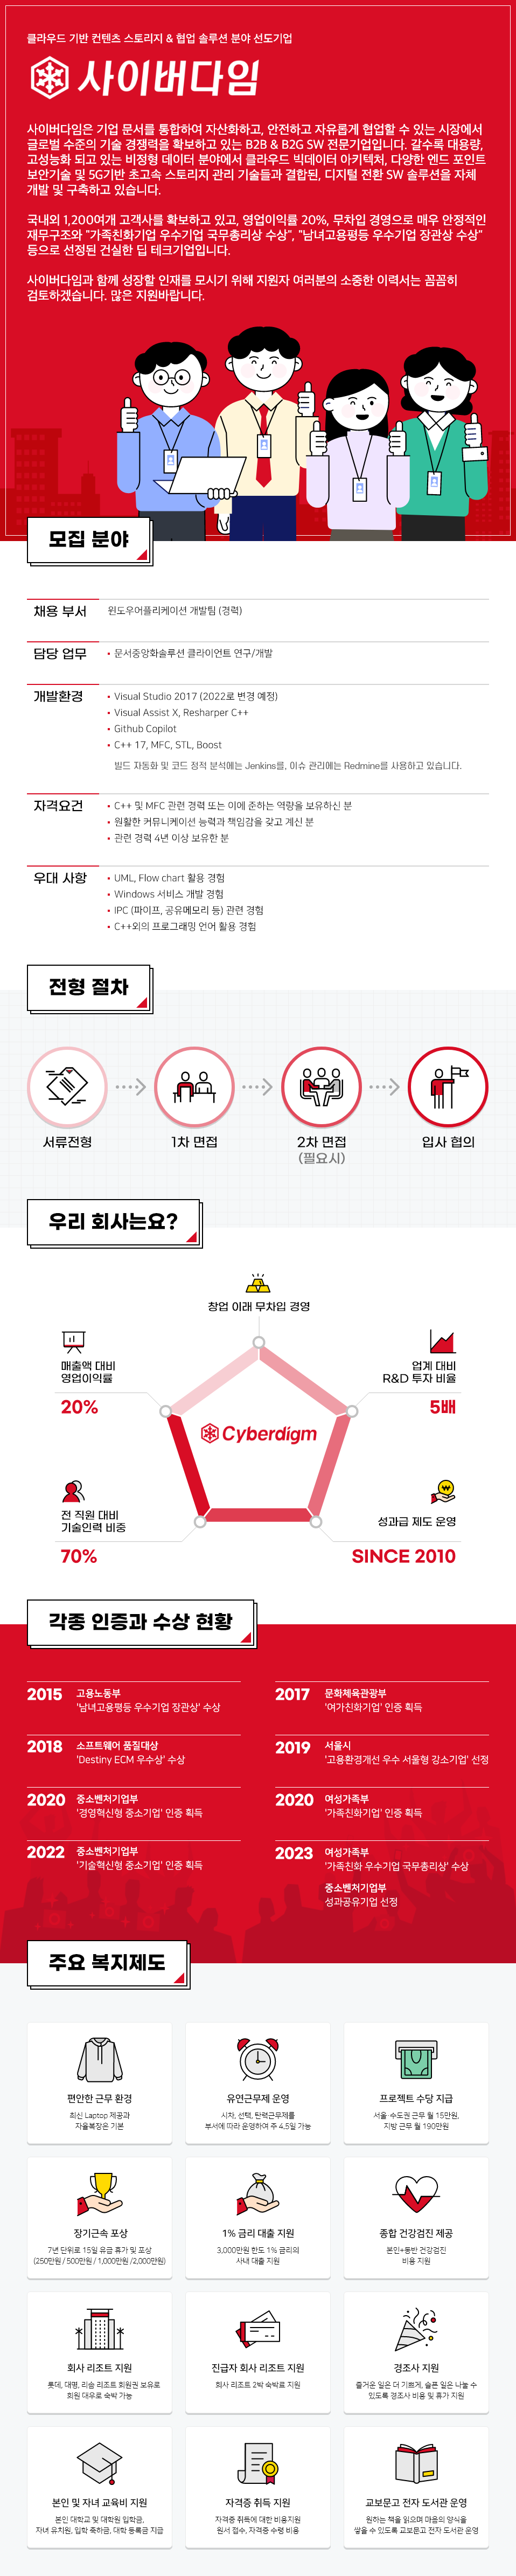 클라우드 기반 컨텐츠 스토리지 & 협업 솔루션 분야 선도기업
사이버다임
사이버다임은 기업 문서를 통합하여 자산화하고, 안전하고 자유롭게 협업할 수 있는 시장에서
글로벌 수준의 기술 경쟁력을 확보하고 있는 B2B & B2G SW 전문기업입니다. 갈수록 대용량,
고성능화 되고 있는 비정형 데이터 분야에서 클라우드 빅데이터 아키텍처, 다양한 엔드 포인트
보안기술 및 5G기반 초고속 스토리지 관리 기술들과 결합된, 디지털 전환 SW 솔루션을 자체
개발 및 구축하고 있습니다.
국내외 1,200여개 고객사를 확보하고 있고, 영업이익률 20%, 무차입 경영으로 매우 안정적인
재무구조와 "가족친화기업 우수기업 국무총리상 수상", "남녀고용평등 우수기업 장관상 수상"
등으로 선정된 건실한 딥 테크기업입니다.
사이버다임과 함께 성장할 인재를 모시기 위해 지원자 여러분의 소중한 이력서는 꼼꼼히
검토하겠습니다. 많은 지원바랍니다.
모집 분야
채용 부서
윈도우어플리케이션 개발팀 (경력)
담당 업무
• 문서중앙화솔루션 클라이언트 연구/개발
개발환경
• Visual Studio 2017 (2022로 변경 예정)
• Visual Assist X, Resharper C++
• Github Copilot
• C++ 17, MFC, STL, Boost
빌드 자동화 및 코드 정적 분석에는 Jenkins를, 이슈 관리에는 Redmine를 사용하고 있습니다.
자격요건
• C++ 및 MFC 관련 경력 또는 이에 준하는 역량을 보유하신 분
• 원활한 커뮤니케이션 능력과 책임감을 갖고 계신 분
• 관련 경력 4년 이상 보유한 분
우대 사항
• UML, Flow chart 활용 경험
• Windows 서비스 개발 경험
• IPC (파이프, 공유메모리 등) 관련 경험
• C++외의 프로그래밍 언어 활용 경험
전형 절차
서류전형
1차 면접
2차 면접
(필요시)
입사 협의
우리 회사는요?
창업 이래 무차입 경영
매출액 대비
영업이익률
20%
업계 대비
R&D 투자 비율
5배
Cyberdigm
전 직원 대비
기술인력 비중
70%
성과급 제도 운영
SINCE 2010
각종 인증과 수상 현황
2015 고용노동부
'남녀고용평등 우수기업 장관상' 수상
2017 문화체육관광부
'여가친화기업' 인증 획득
2018 소프트웨어 품질대상
'Destiny ECM 우수상' 수상
2019 서울시
'고용환경개선 우수 서울형 강소기업' 선정
2020 중소벤처기업부
'경영혁신형 중소기업' 인증 획득
2020 여성가족부
'가족친화기업' 인증 획득
2022 중소벤처기업부
'기술혁신형 중소기업' 인증 획득
2023 여성가족부
'가족친화 우수기업 국무총리상' 수상
중소벤처기업부
성과공유기업 선정
주요 복지제도
편안한 근무 환경
최신 Laptop 제공과
자율복장은 기본
유연근무제 운영
시차, 선택, 탄력근무제를
부서에 따라 운영하여 주 4.5일 가능
프로젝트 수당 지급
서울·수도권 근무 월 15만원,
지방 근무 월 190만원
장기근속 포상
7년 단위로 15일 유급 휴가 및 포상
(250만원 / 500만원 / 1,000만원 /2,000만원)
1% 금리 대출 지원
3,000만원 한도 1% 금리의
사내 대출 지원
종합 건강검진 제공
본인+동반 건강검진
비용 지원
회사 리조트 지원
롯데, 대명, 리솜 리조트 회원권 보유로
회원 대우로 숙박 가능
진급자 회사 리조트 지원
회사 리조트 2박 숙박료 지원
경조사 지원
즐거운 일은 더 기쁘게, 슬픈 일은 나눌 수
있도록 경조사 비용 및 휴가 지원
본인 및 자녀 교육비 지원
본인 대학교 및 대학원 입학금,
자녀 유치원, 입학 축하금, 대학 등록금 지급
자격증 취득 지원
자격증 취득에 대한 비용지원
원서 접수, 자격증 수령 비용
교보문고 전자 도서관 운영
원하는 책을 읽으며 마음의 양식을
쌓을 수 있도록 교보문고 전자 도서관 운영